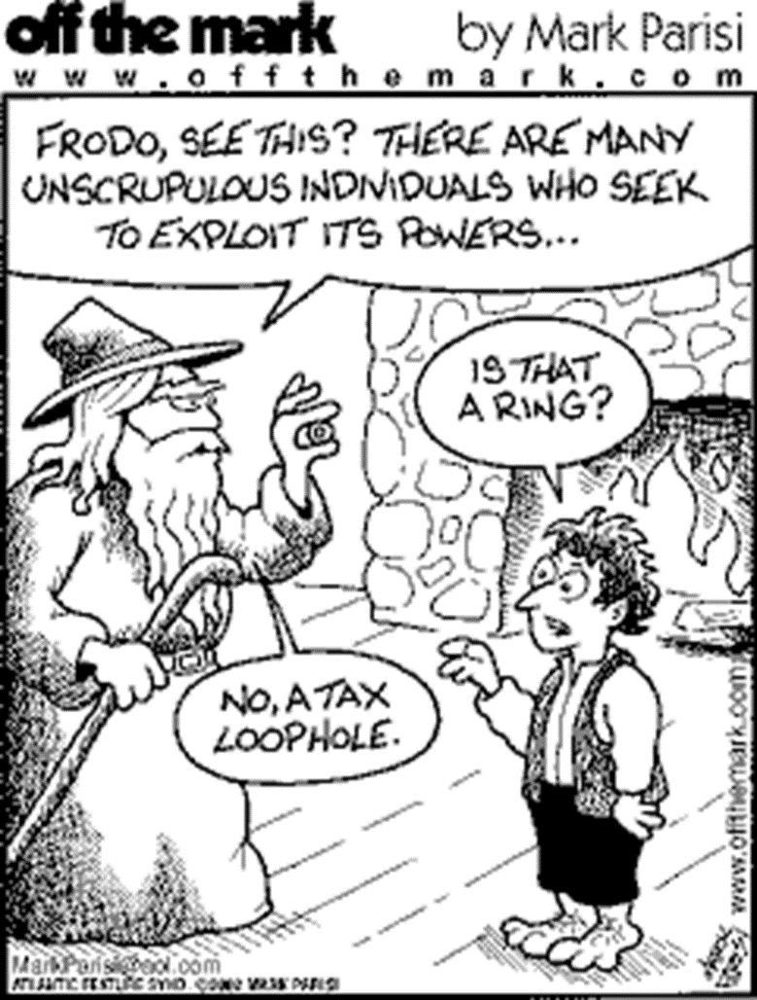 off the mark by Mark Parisi
www.offthemark.com
FRODO, SEE THIS? THERE ARE MANY
UNSCRUPULOUS INDIVIDUALS WHO SEEK
TO EXPLOIT ITS POWERS...
IS THAT
A RING?
NO, A TAX
LOOPHOLE.
www.offthemark.com
MarkParisi@aol.com
ATLANTIC FEATURE SYND. ©2002 MARK PARISI